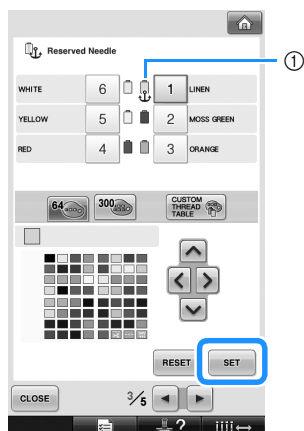 Reserved Needle
①
WHITE 6 1 LINEN
YELLOW 5 2 MOSS GREEN
RED 4 3 ORANGE
64 300 CUSTOM
THREAD
TABLE
RESET SET
CLOSE 3/5
?